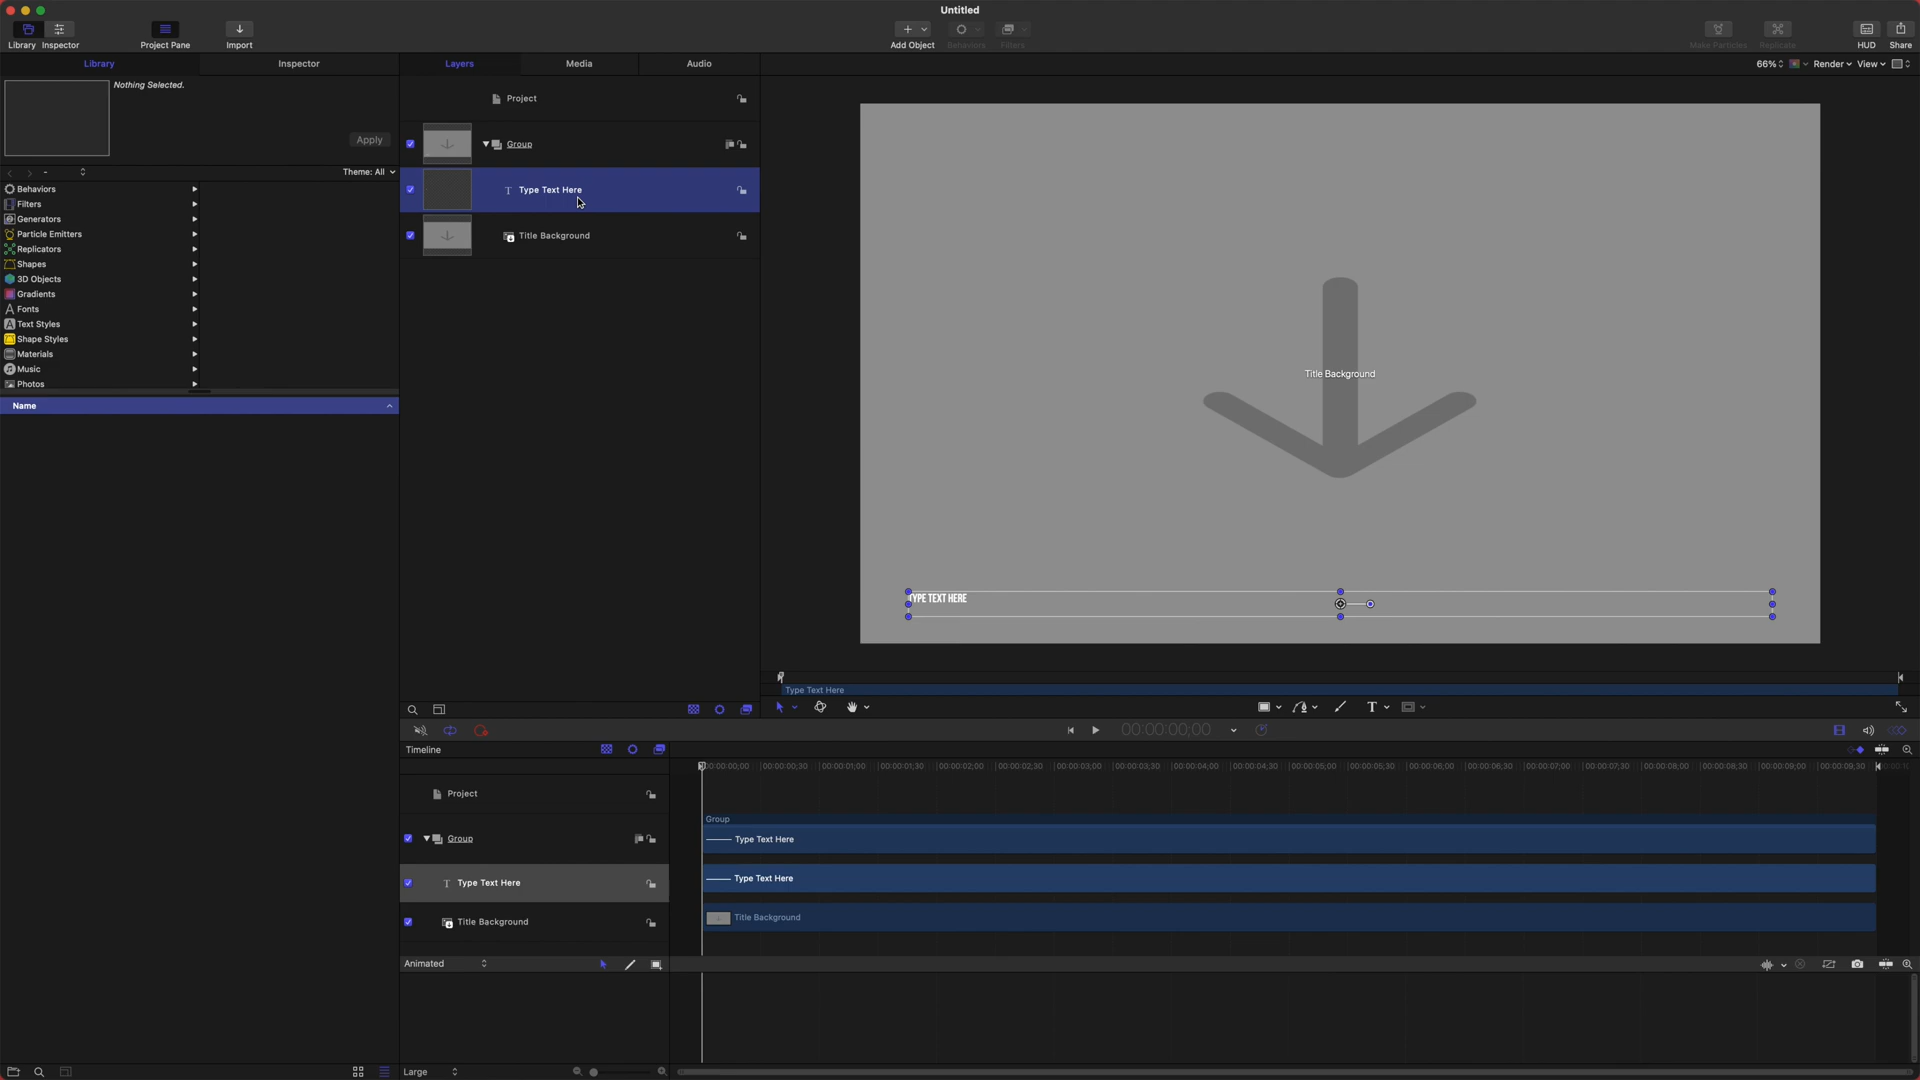 Untitled
Library Inspector Project Pane Import Add Object Behaviors Filters Make Particles Replicate HUD Share
Library Inspector Layers Media Audio 66% Render View
Nothing Selected.
Apply
Theme: All
Behaviors
Filters
Generators
Particle Emitters
Replicators
Shapes
3D Objects
Gradients
Fonts
Text Styles
Shape Styles
Materials
Music
Photos
Name
Project
Group
Type Text Here
Title Background
Title Background
TYPE TEXT HERE
Type Text Here
00:00:00;00
Timeline
00:00:00;00 00:00:00;30 00:00:01;00 00:00:01;30 00:00:02;00 00:00:02;30 00:00:03;00 00:00:03;30 00:00:04;00 00:00:04;30 00:00:05;00 00:00:05;30 00:00:06;00 00:00:06;30 00:00:07;00 00:00:07;30 00:00:08;00 00:00:08;30 00:00:09;00 00:00:09;30
Project
Group
Group Type Text Here
Type Text Here Type Text Here
Title Background Title Background
Animated
Large